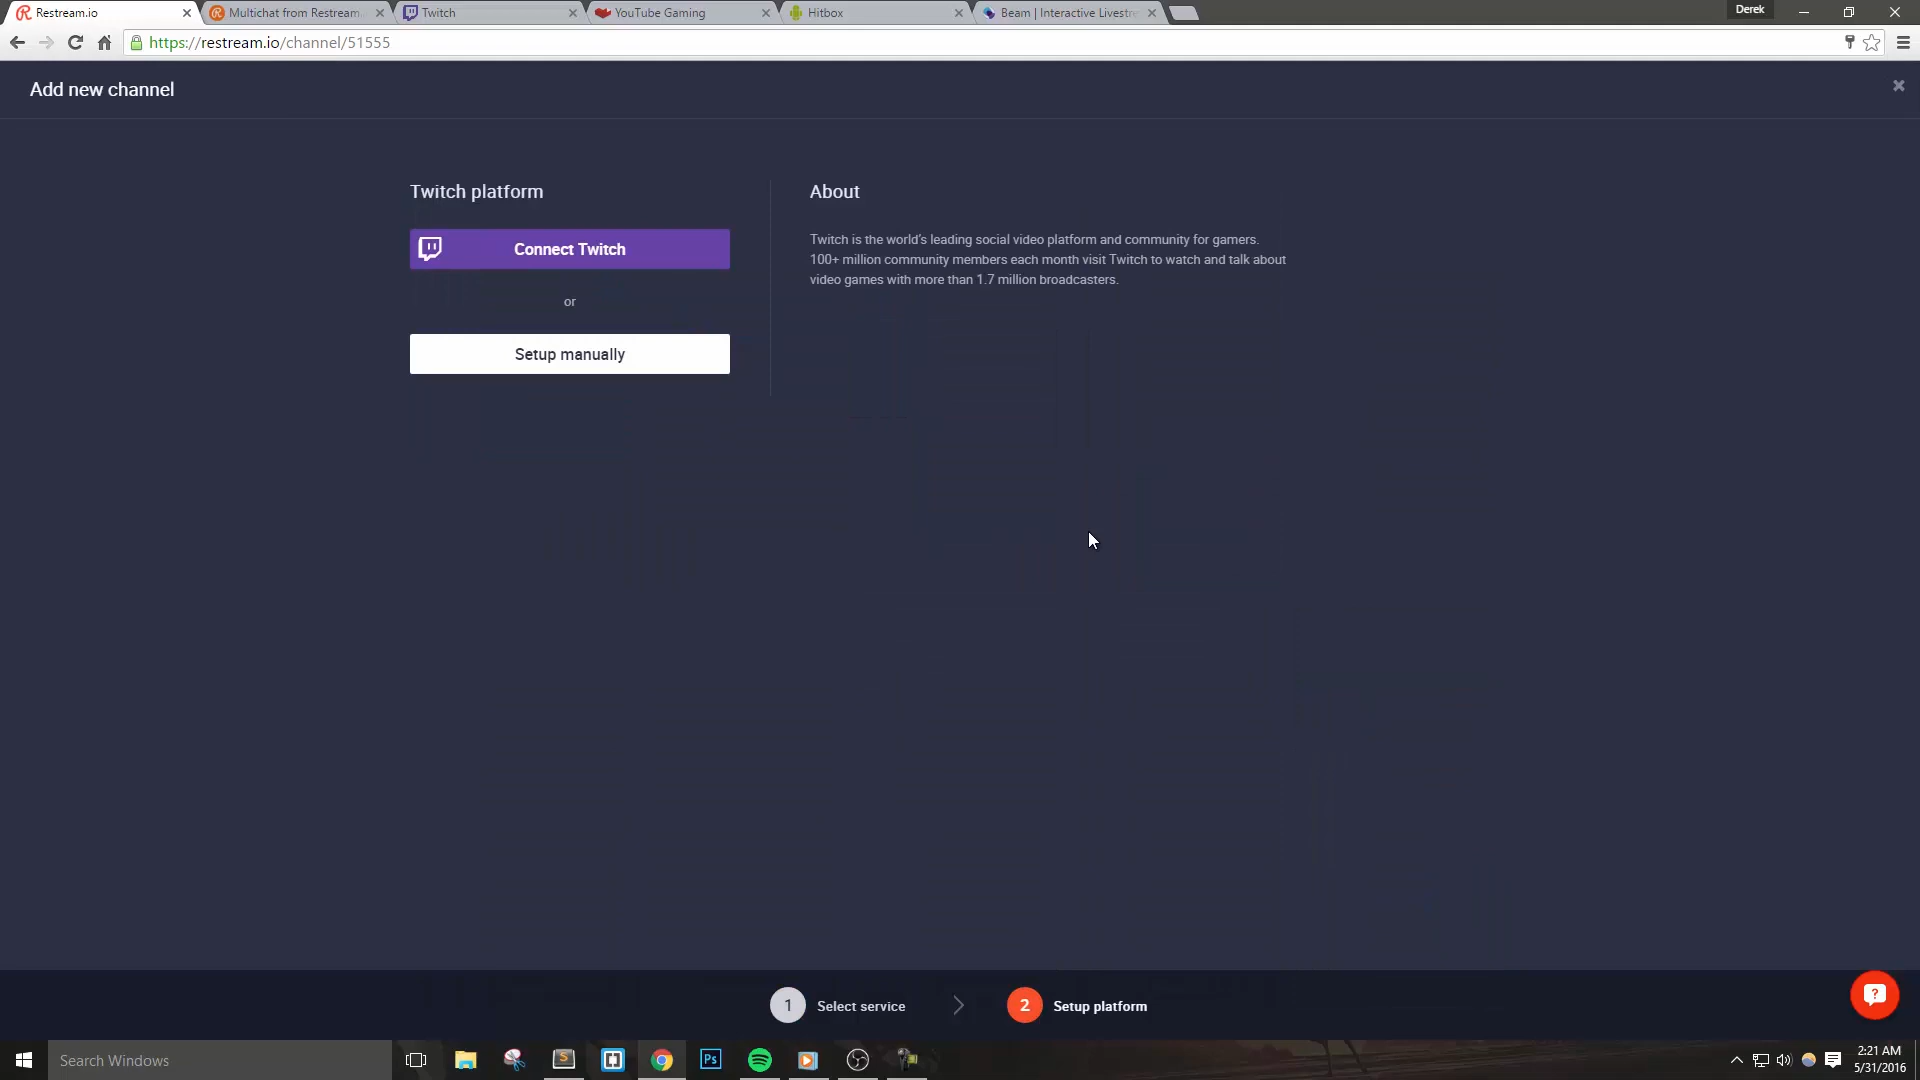 Restream.io
Multichat from Restream
Twitch
YouTube Gaming
Hitbox
Beam | Interactive Livestre
Derek
https://restream.io/channel/51555
Add new channel
Twitch platform
Connect Twitch
or
Setup manually
About
Twitch is the world's leading social video platform and community for gamers.
100+ million community members each month visit Twitch to watch and talk about
video games with more than 1.7 million broadcasters.
1 Select service
2 Setup platform
?
Search Windows
S
Ps
2:21 AM
5/31/2016